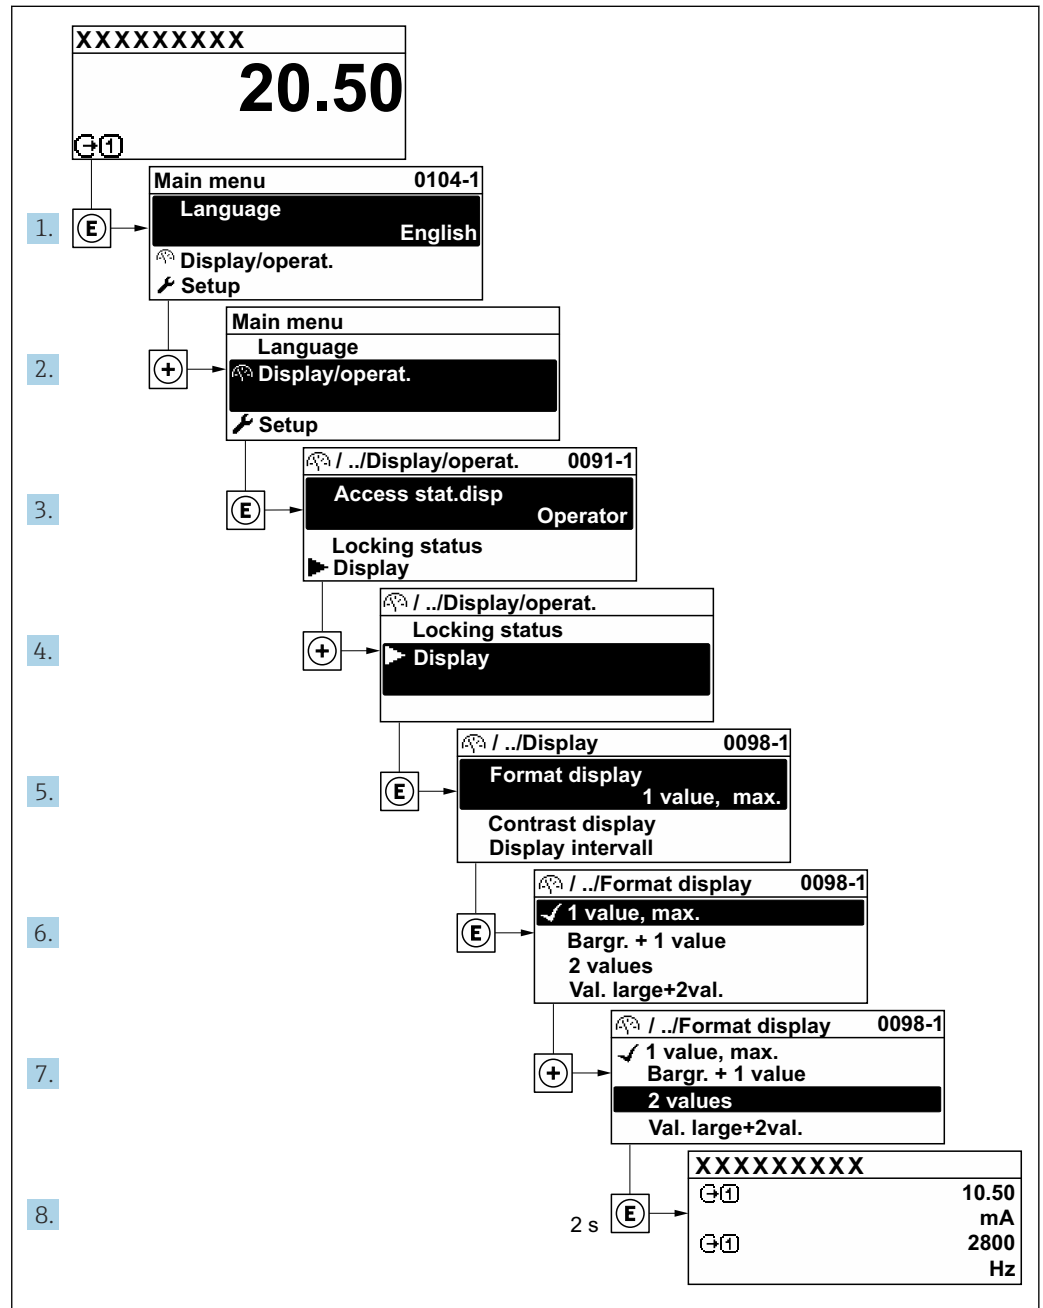 XXXXXXXXX
20.50
1
Main menu 0104-1
Language
English
Display/operat.
Setup
1. E
Main menu
Language
Display/operat.
Setup
2. +
/ ../Display/operat. 0091-1
Access stat.disp
Operator
Locking status
Display
3. E
/ ../Display/operat.
Locking status
Display
4. +
/ ../Display 0098-1
Format display
1 value, max.
Contrast display
Display intervall
5. E
/ ../Format display 0098-1
1 value, max.
Bargr. + 1 value
2 values
Val. large+2val.
6. E
/ ../Format display 0098-1
1 value, max.
Bargr. + 1 value
2 values
Val. large+2val.
7. +
XXXXXXXXX
1 10.50
mA
1 2800
Hz
8. 2 s E